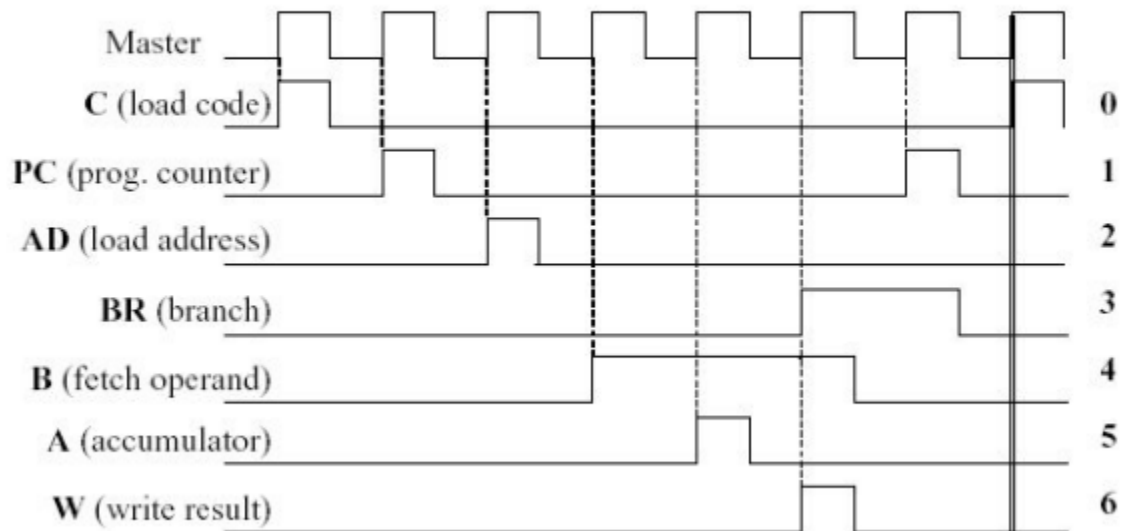 Master
C (load code) 0
PC (prog. counter) 1
AD (load address) 2
BR (branch) 3
B (fetch operand) 4
A (accumulator) 5
W (write result) 6